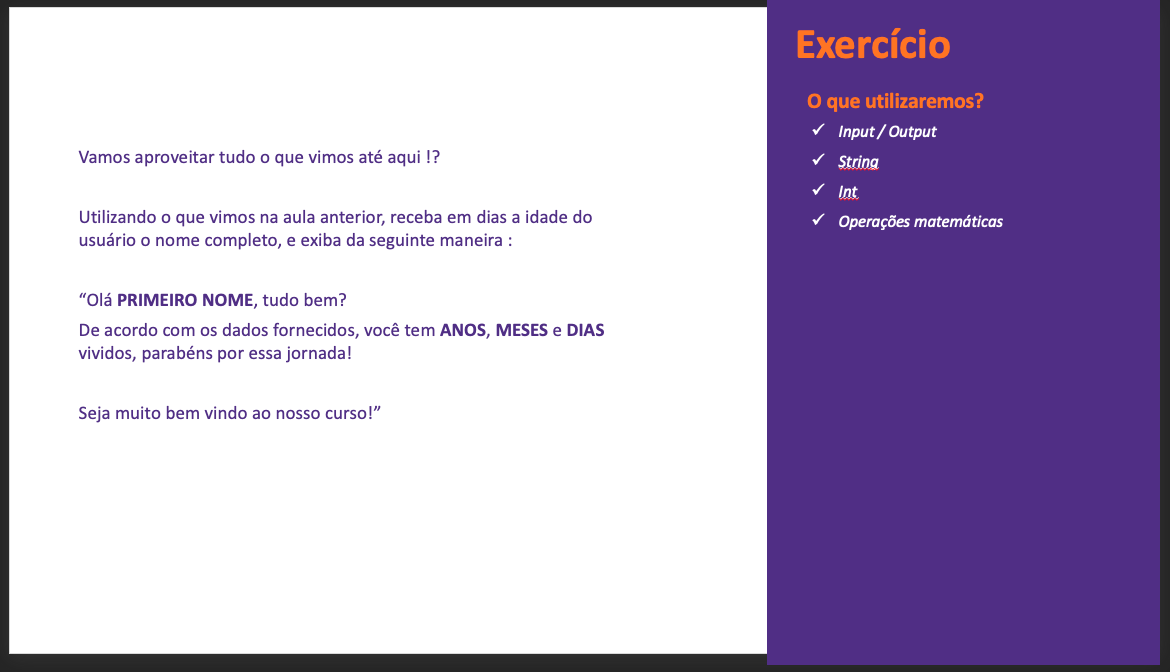 Vamos aproveitar tudo o que vimos até aqui !?
Utilizando o que vimos na aula anterior, receba em dias a idade do
usuário o nome completo, e exiba da seguinte maneira :
“Olá PRIMEIRO NOME, tudo bem?
De acordo com os dados fornecidos, você tem ANOS, MESES e DIAS
vividos, parabéns por essa jornada!
Seja muito bem vindo ao nosso curso!”
Exercício
O que utilizaremos?
✓ Input / Output
✓ String
✓ Int
✓ Operações matemáticas